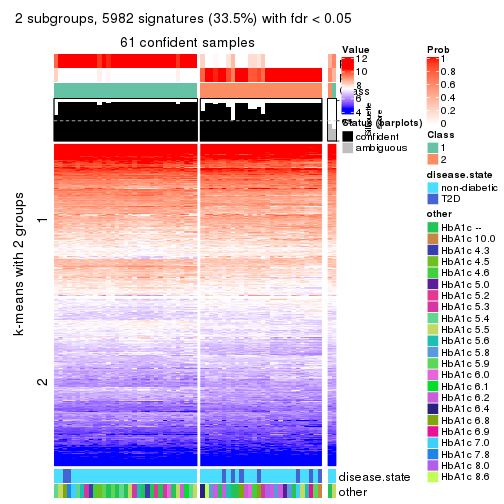 2 subgroups, 5982 signatures (33.5%) with fdr < 0.05
61 confident samples
k-means with 2 groups
1
2
Value
12
10
8
6
4
Status (barplots)
confident
ambiguous
Silhouette
score
Prob
1
0.8
0.6
0.4
0.2
0
Class
1
2
disease.state
non-diabetic
T2D
other
HbA1c --
HbA1c 10.0
HbA1c 4.3
HbA1c 4.5
HbA1c 4.6
HbA1c 5.0
HbA1c 5.2
HbA1c 5.3
HbA1c 5.4
HbA1c 5.5
HbA1c 5.6
HbA1c 5.8
HbA1c 5.9
HbA1c 6.0
HbA1c 6.1
HbA1c 6.2
HbA1c 6.4
HbA1c 6.8
HbA1c 6.9
HbA1c 7.0
HbA1c 7.8
HbA1c 8.0
HbA1c 8.6
disease.state
other